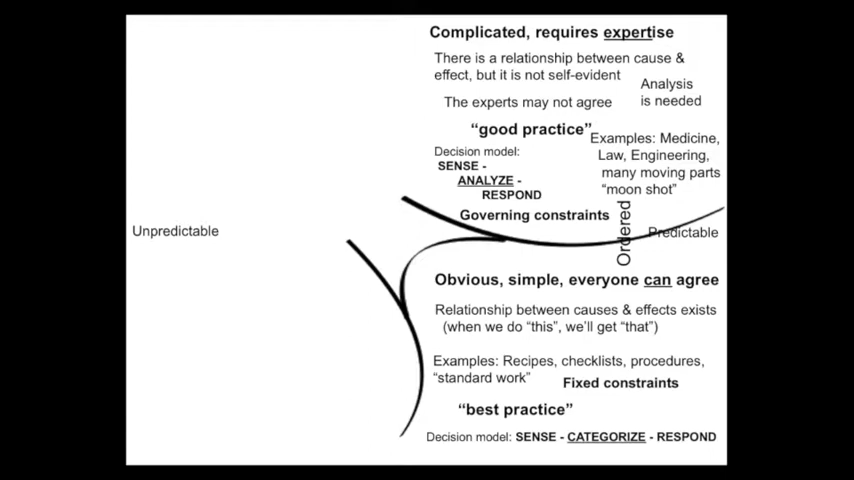 Complicated, requires expertise
There is a relationship between cause &
effect, but it is not self-evident
Analysis
is needed
The experts may not agree
“good practice”
Examples: Medicine,
Law, Engineering,
many moving parts
“moon shot”
Decision model:
SENSE -
ANALYZE -
RESPOND
Governing constraints
Ordered
Unpredictable
Predictable
Obvious, simple, everyone can agree
Relationship between causes & effects exists
(when we do “this”, we’ll get “that”)
Examples: Recipes, checklists, procedures,
“standard work”
Fixed constraints
“best practice”
Decision model: SENSE - CATEGORIZE - RESPOND